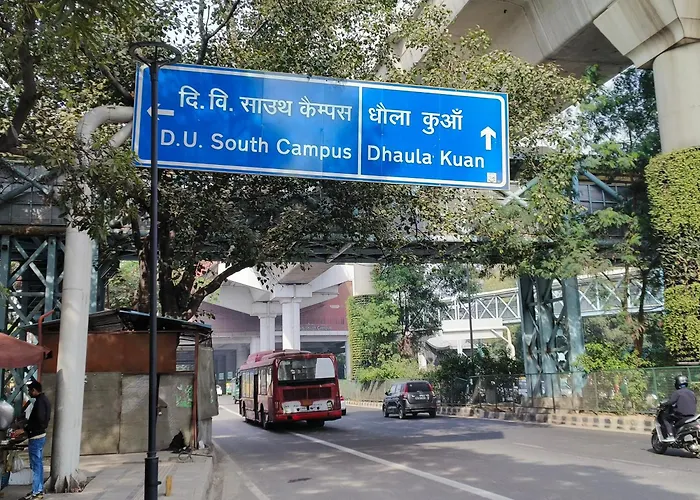 दि. वि. साउथ कैम्पस
D.U. South Campus
धौला कुआँ
Dhaula Kuan